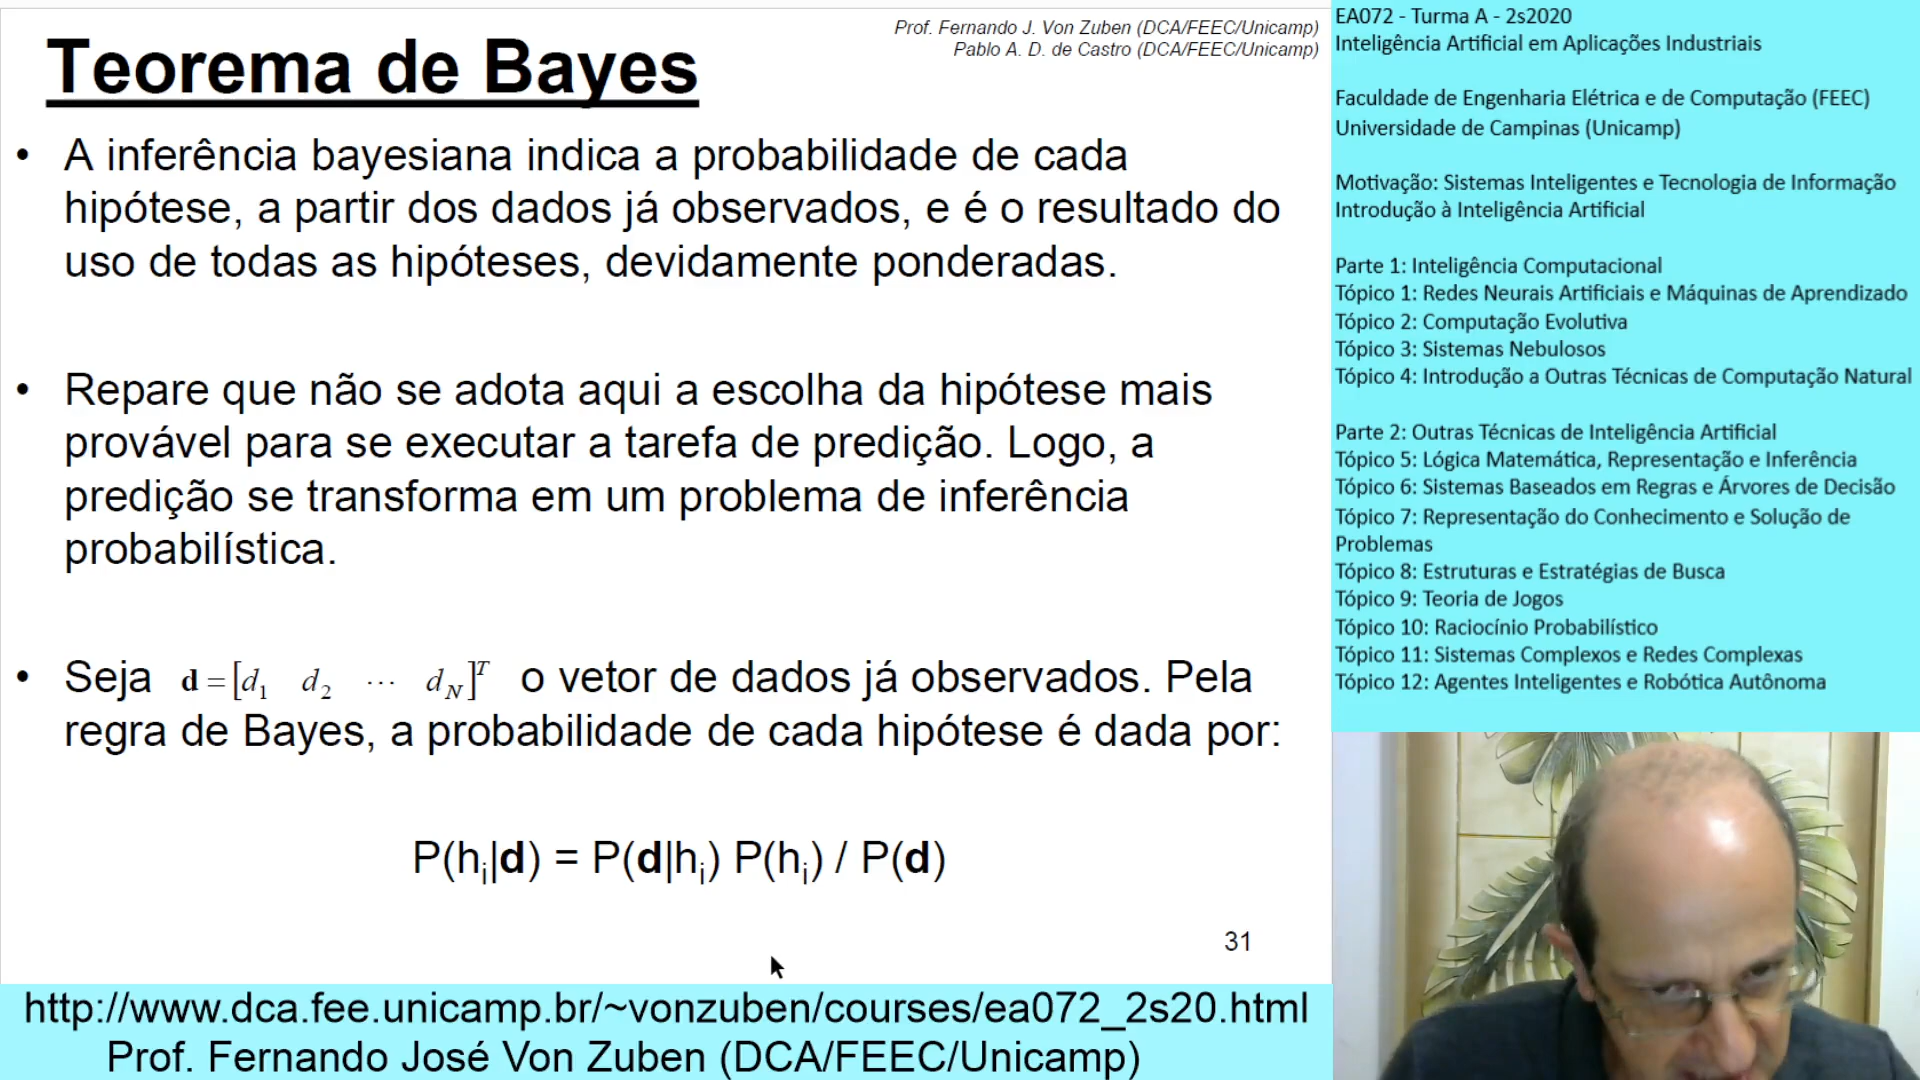 Prof. Fernando J. Von Zuben (DCA/FEEC/Unicamp)
Pablo A. D. de Castro (DCA/FEEC/Unicamp)
Teorema de Bayes
• A inferência bayesiana indica a probabilidade de cada
hipótese, a partir dos dados já observados, e é o resultado do
uso de todas as hipóteses, devidamente ponderadas.
• Repare que não se adota aqui a escolha da hipótese mais
provável para se executar a tarefa de predição. Logo, a
predição se transforma em um problema de inferência
probabilística.
• Seja d = [d₁ d₂ ⋯ d_N]^T o vetor de dados já observados. Pela
regra de Bayes, a probabilidade de cada hipótese é dada por:
P(hᵢ|d) = P(d|hᵢ) P(hᵢ) / P(d)
31
http://www.dca.fee.unicamp.br/~vonzuben/courses/ea072_2s20.html
Prof. Fernando José Von Zuben (DCA/FEEC/Unicamp)
EA072 - Turma A - 2s2020
Inteligência Artificial em Aplicações Industriais
Faculdade de Engenharia Elétrica e de Computação (FEEC)
Universidade de Campinas (Unicamp)
Motivação: Sistemas Inteligentes e Tecnologia de Informação
Introdução à Inteligência Artificial
Parte 1: Inteligência Computacional
Tópico 1: Redes Neurais Artificiais e Máquinas de Aprendizado
Tópico 2: Computação Evolutiva
Tópico 3: Sistemas Nebulosos
Tópico 4: Introdução a Outras Técnicas de Computação Natural
Parte 2: Outras Técnicas de Inteligência Artificial
Tópico 5: Lógica Matemática, Representação e Inferência
Tópico 6: Sistemas Baseados em Regras e Árvores de Decisão
Tópico 7: Representação do Conhecimento e Solução de
Problemas
Tópico 8: Estruturas e Estratégias de Busca
Tópico 9: Teoria de Jogos
Tópico 10: Raciocínio Probabilístico
Tópico 11: Sistemas Complexos e Redes Complexas
Tópico 12: Agentes Inteligentes e Robótica Autônoma